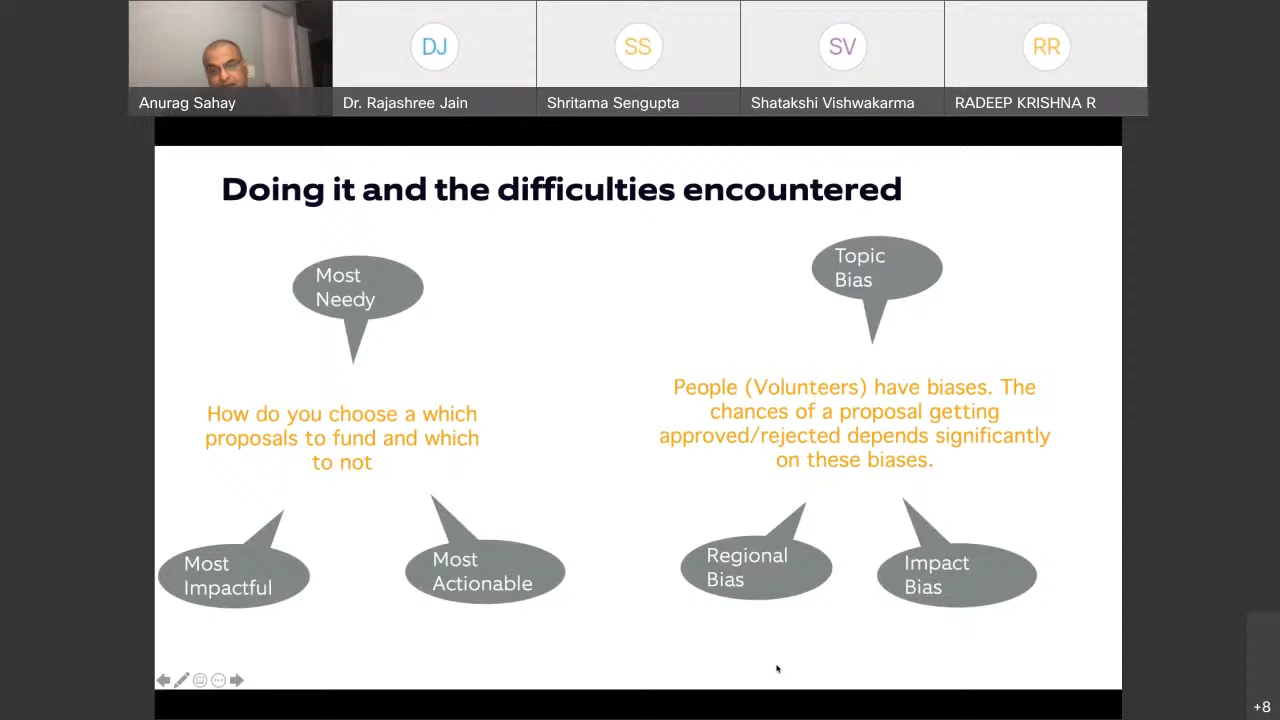 DJ
SS
SV
RR
Anurag Sahay
Dr. Rajashree Jain
Shritama Sengupta
Shatakshi Vishwakarma
RADEEP KRISHNA R
Doing it and the difficulties encountered
Most
Needy
How do you choose a which
proposals to fund and which
to not
Most
Impactful
Most
Actionable
Topic
Bias
People (Volunteers) have biases. The
chances of a proposal getting
approved/rejected depends significantly
on these biases.
Regional
Bias
Impact
Bias
+8